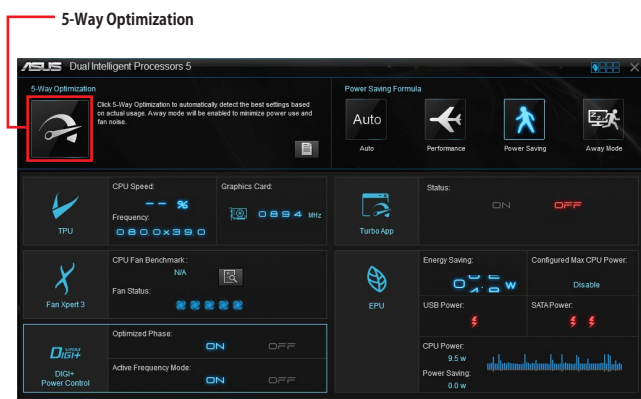 5-Way Optimization
ASUS Dual Intelligent Processors 5
5-Way Optimization
Click 5-Way Optimization to automatically detect the best settings based
on actual usage. Away mode will be enabled to minimize power use and
fan noise.
Power Saving Formula
Auto
Auto
Performance
Power Saving
Away Mode
TPU
CPU Speed:
-- %
Frequency:
080.0x39.0
Graphics Card:
0894 MHz
Turbo App
Status:
ON OFF
Fan Xpert 3
CPU Fan Benchmark :
N/A
Fan Status:
EPU
Energy Saving:
w
Configured Max CPU Power:
Disable
USB Power:
SATA Power:
CPU Power:
9.5 w
Power Saving:
0.0 w
VRM
DIGI+
DIGI+
Power Control
Optimized Phase:
ON OFF
Active Frequency Mode:
ON OFF